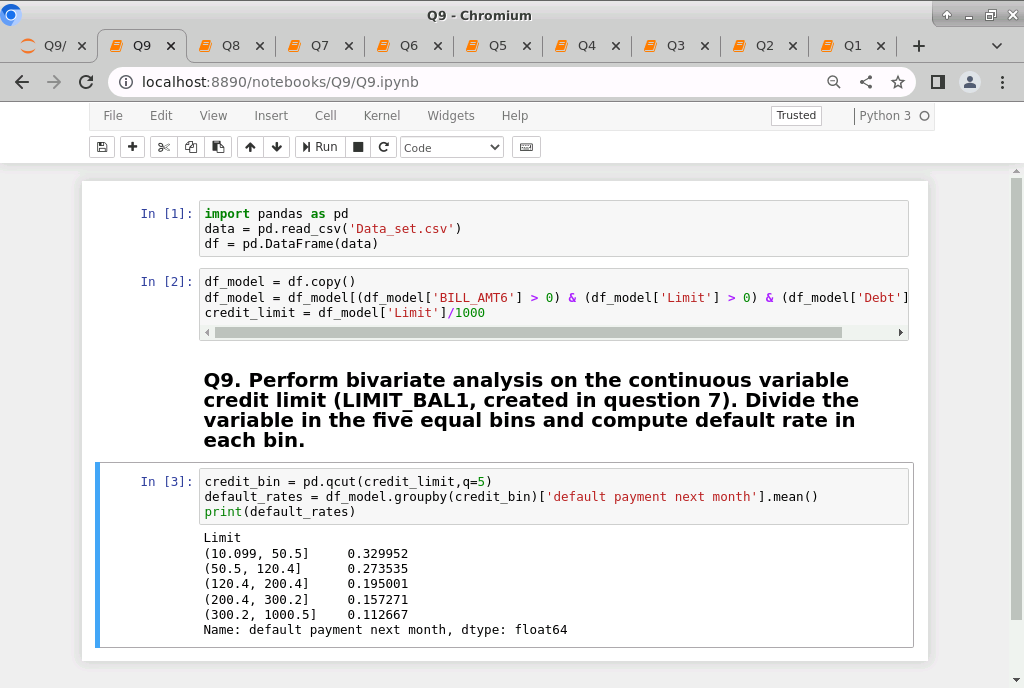 Q9 - Chromium
Q9/
Q9
Q8
Q7
Q6
Q5
Q4
Q3
Q2
Q1
localhost:8890/notebooks/Q9/Q9.ipynb
File Edit View Insert Cell Kernel Widgets Help Trusted Python 3
Run Code
In [1]: import pandas as pd
data = pd.read_csv('Data_set.csv')
df = pd.DataFrame(data)
In [2]: df_model = df.copy()
df_model = df_model[(df_model['BILL_AMT6'] > 0) & (df_model['Limit'] > 0) & (df_model['Debt']
credit_limit = df_model['Limit']/1000
Q9. Perform bivariate analysis on the continuous variable
credit limit (LIMIT_BAL1, created in question 7). Divide the
variable in the five equal bins and compute default rate in
each bin.
In [3]: credit_bin = pd.qcut(credit_limit,q=5)
default_rates = df_model.groupby(credit_bin)['default payment next month'].mean()
print(default_rates)
Limit
(10.099, 50.5] 0.329952
(50.5, 120.4] 0.273535
(120.4, 200.4] 0.195001
(200.4, 300.2] 0.157271
(300.2, 1000.5] 0.112667
Name: default payment next month, dtype: float64